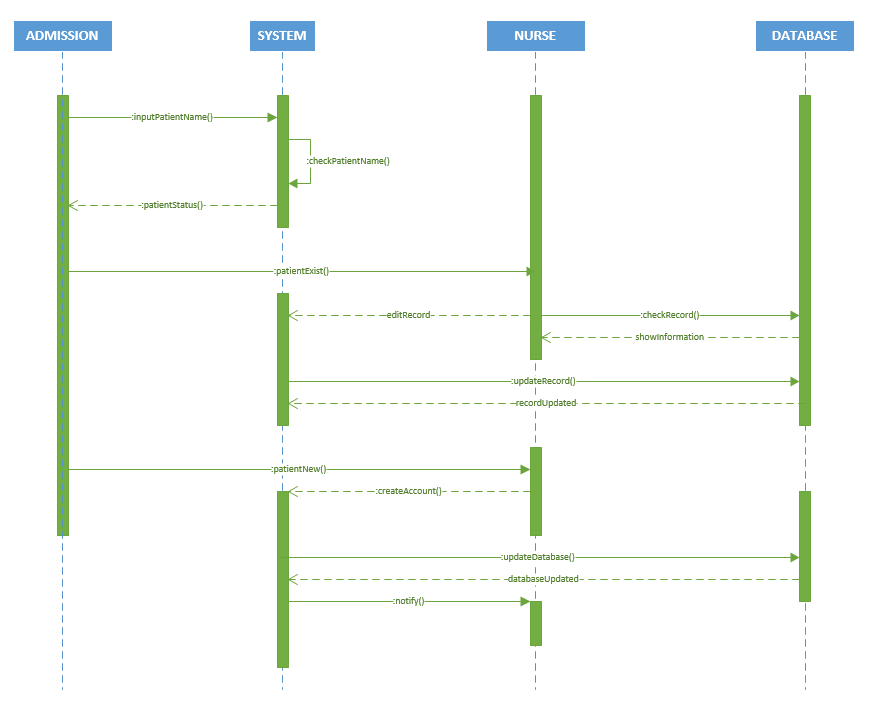 ADMISSION
SYSTEM
NURSE
DATABASE
:inputPatientName()
:checkPatientName()
:patientStatus()
:patientExist()
editRecord
:checkRecord()
showInformation
:updateRecord()
recordUpdated
:patientNew()
:createAccount()
:updateDatabase()
databaseUpdated
:notify()